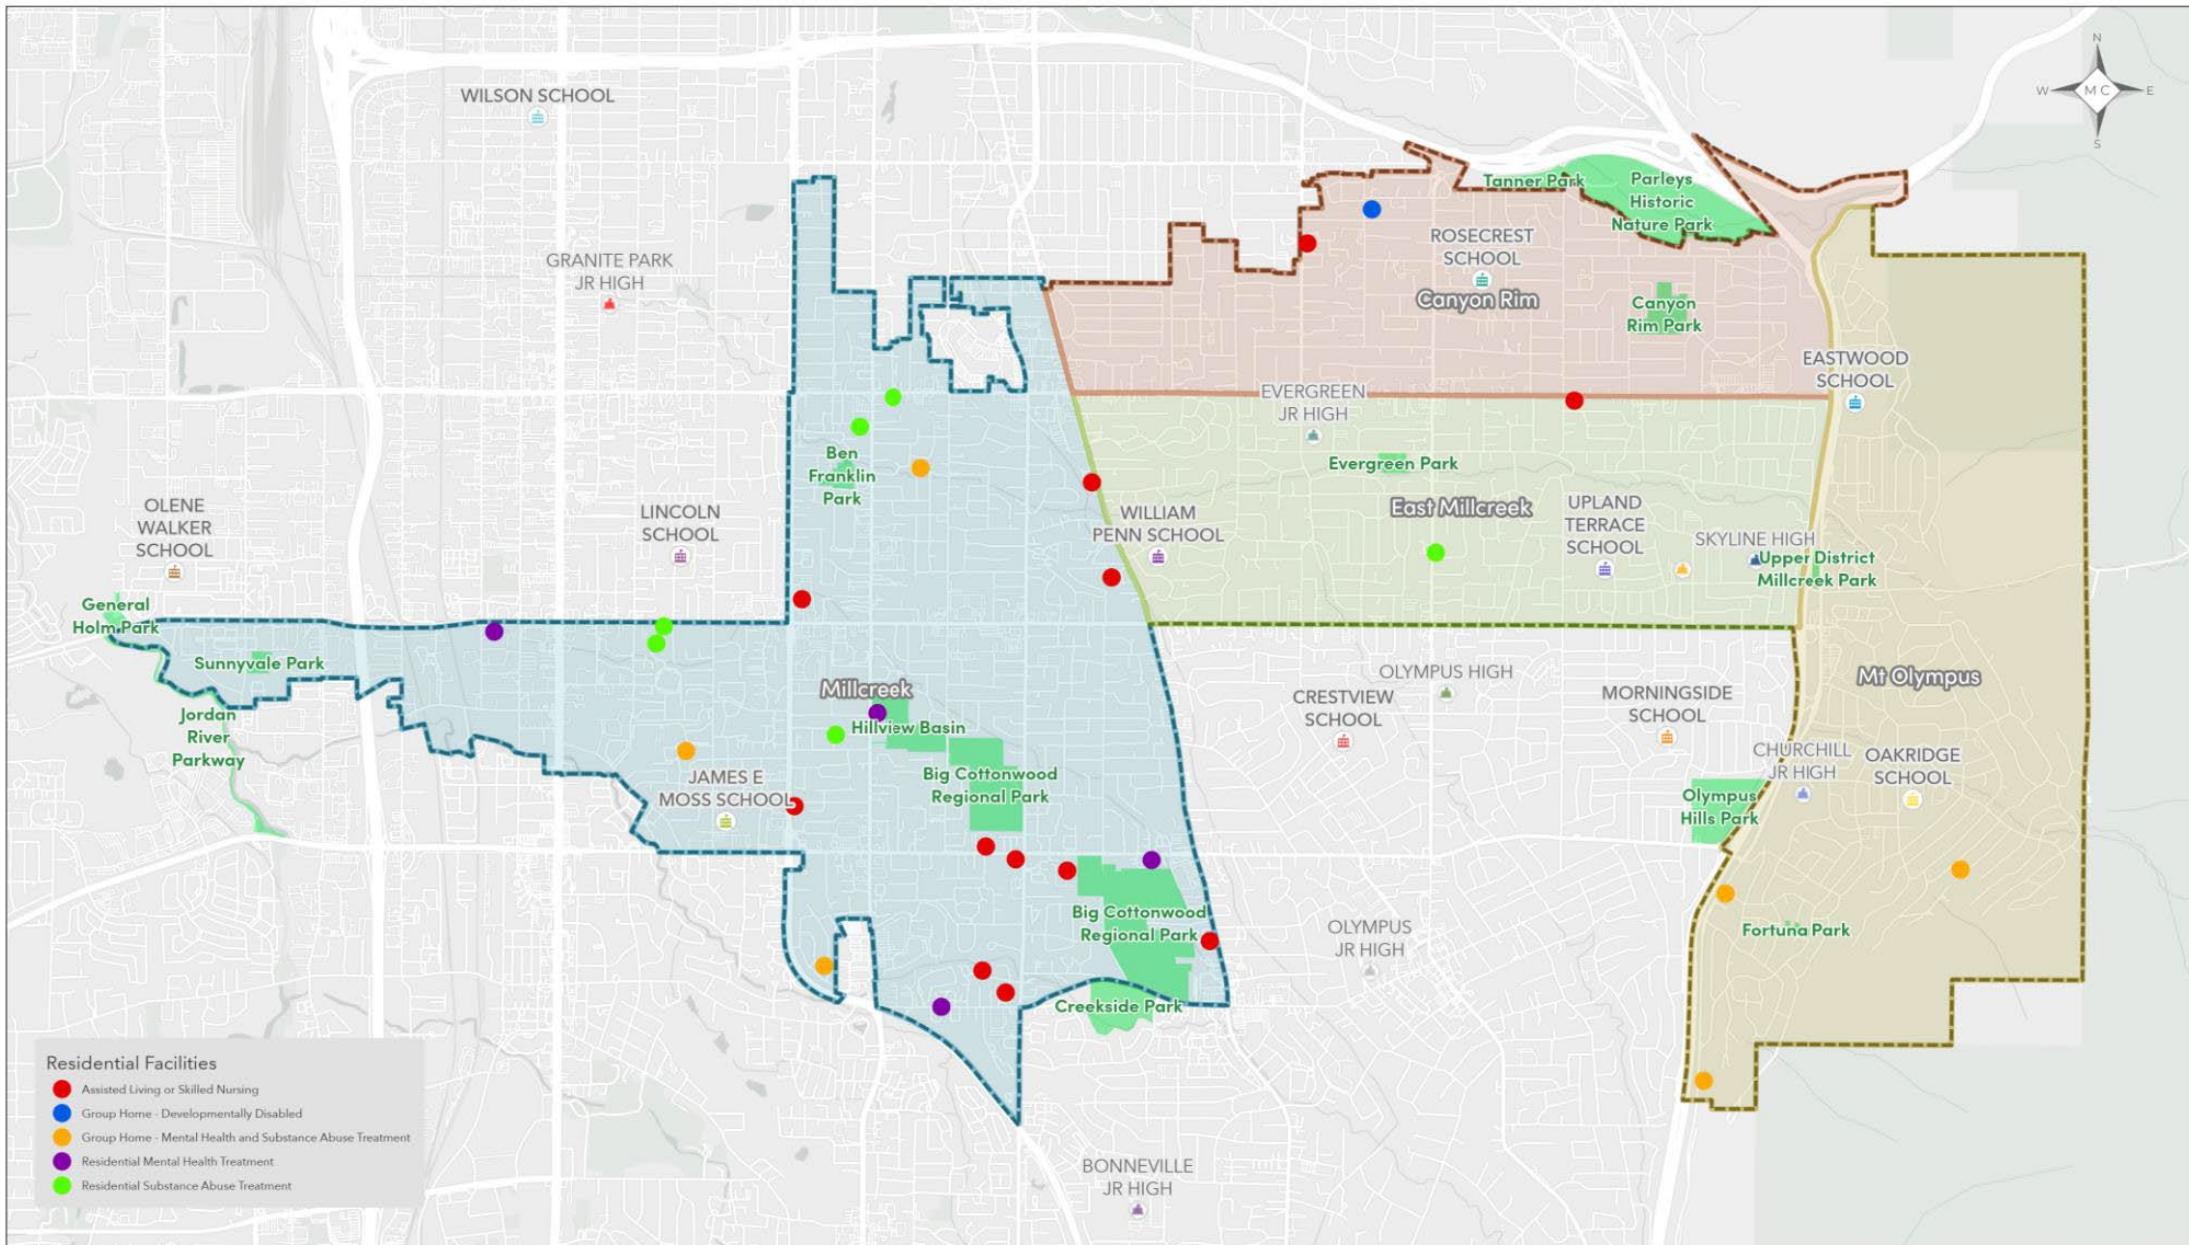 N
W
MC
E
S
WILSON SCHOOL
Tanner Park
Parleys
Historic
Nature Park
ROSECREST
SCHOOL
GRANITE PARK
JR HIGH
Canyon Rim
Canyon
Rim Park
EASTWOOD
SCHOOL
EVERGREEN
JR HIGH
Ben
Franklin
Park
Evergreen Park
OLENE
WALKER
SCHOOL
LINCOLN
SCHOOL
WILLIAM
PENN SCHOOL
East Millcreek
UPLAND
TERRACE
SCHOOL
SKYLINE HIGH
Upper District
Millcreek Park
General
Holm Park
Sunnyvale Park
Jordan
River
Parkway
Millcreek
Hillview Basin
OLYMPUS HIGH
CRESTVIEW
SCHOOL
MORNINGSIDE
SCHOOL
Mt Olympus
JAMES E
MOSS SCHOOL
Big Cottonwood
Regional Park
CHURCHILL
JR HIGH
OAKRIDGE
SCHOOL
Olympus
Hills Park
Big Cottonwood
Regional Park
OLYMPUS
JR HIGH
Fortuna Park
Creekside Park
BONNEVILLE
JR HIGH
Residential Facilities
Assisted Living or Skilled Nursing
Group Home - Developmentally Disabled
Group Home - Mental Health and Substance Abuse Treatment
Residential Mental Health Treatment
Residential Substance Abuse Treatment